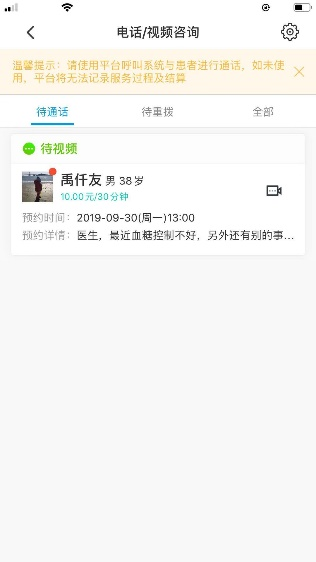 电话/视频咨询
温馨提示：请使用平台呼叫系统与患者进行通话，如未使
用，平台将无法记录服务过程及结算
待通话
待重拨
全部
待视频
禹仟友 男 38岁
10.00元/30分钟
预约时间：2019-09-30(周一)13:00
预约详情：医生，最近血糖控制不好，另外还有别的事…